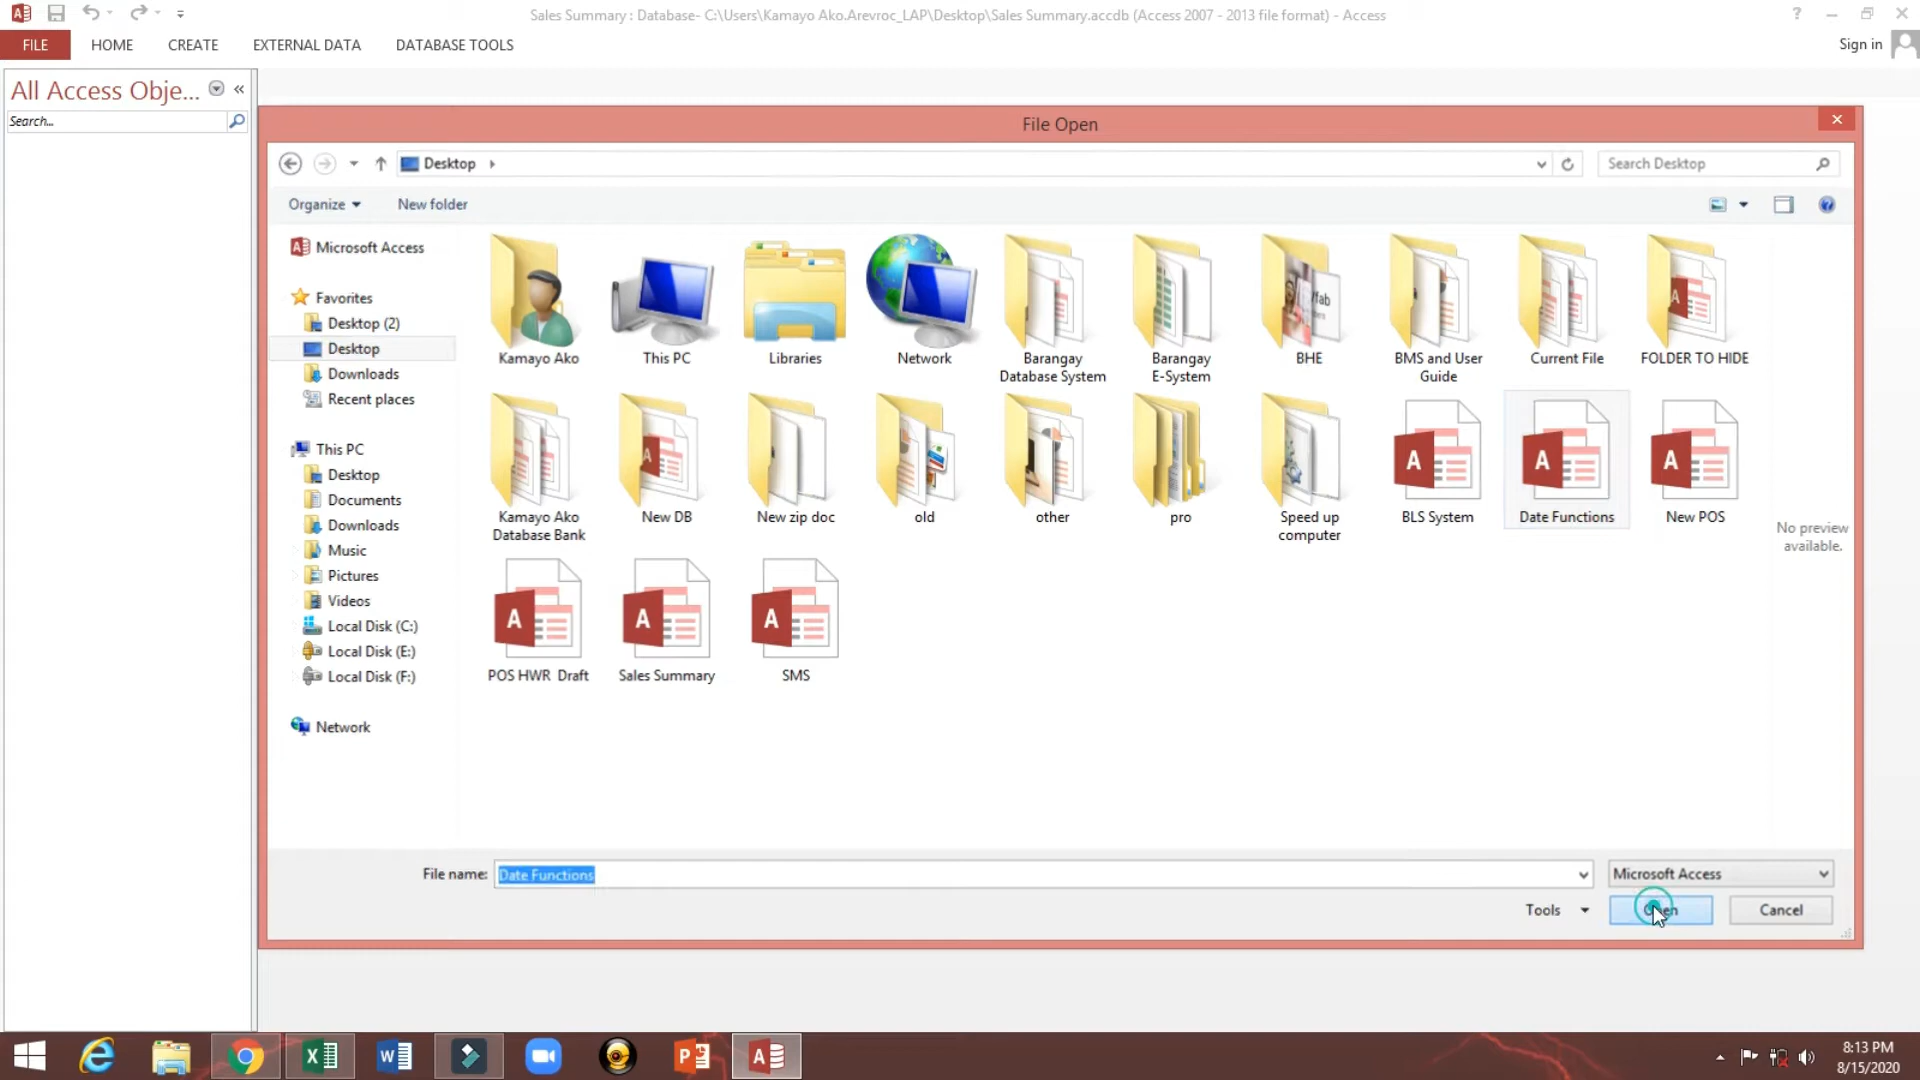 Sales Summary : Database- C:\Users\Kamayo Ako.Arevroc_LAP\Desktop\Sales Summary.accdb (Access 2007 - 2013 file format) - Access
FILE HOME CREATE EXTERNAL DATA DATABASE TOOLS Sign in
All Access Obje...
Search...
File Open
Desktop
Search Desktop
Organize New folder
Microsoft Access
Favorites
Desktop (2)
Desktop
Downloads
Recent places
This PC
Desktop
Documents
Downloads
Music
Pictures
Videos
Local Disk (C:)
Local Disk (E:)
Local Disk (F:)
Network
Kamayo Ako
This PC
Libraries
Network
Barangay
Database System
Barangay
E-System
BHE
BMS and User
Guide
Current File
FOLDER TO HIDE
Kamayo Ako
Database Bank
New DB
New zip doc
old
other
pro
Speed up
computer
BLS System
Date Functions
New POS
POS HWR Draft
Sales Summary
SMS
No preview
available.
File name: Date Functions Microsoft Access
Tools Open Cancel
8:13 PM
8/15/2020